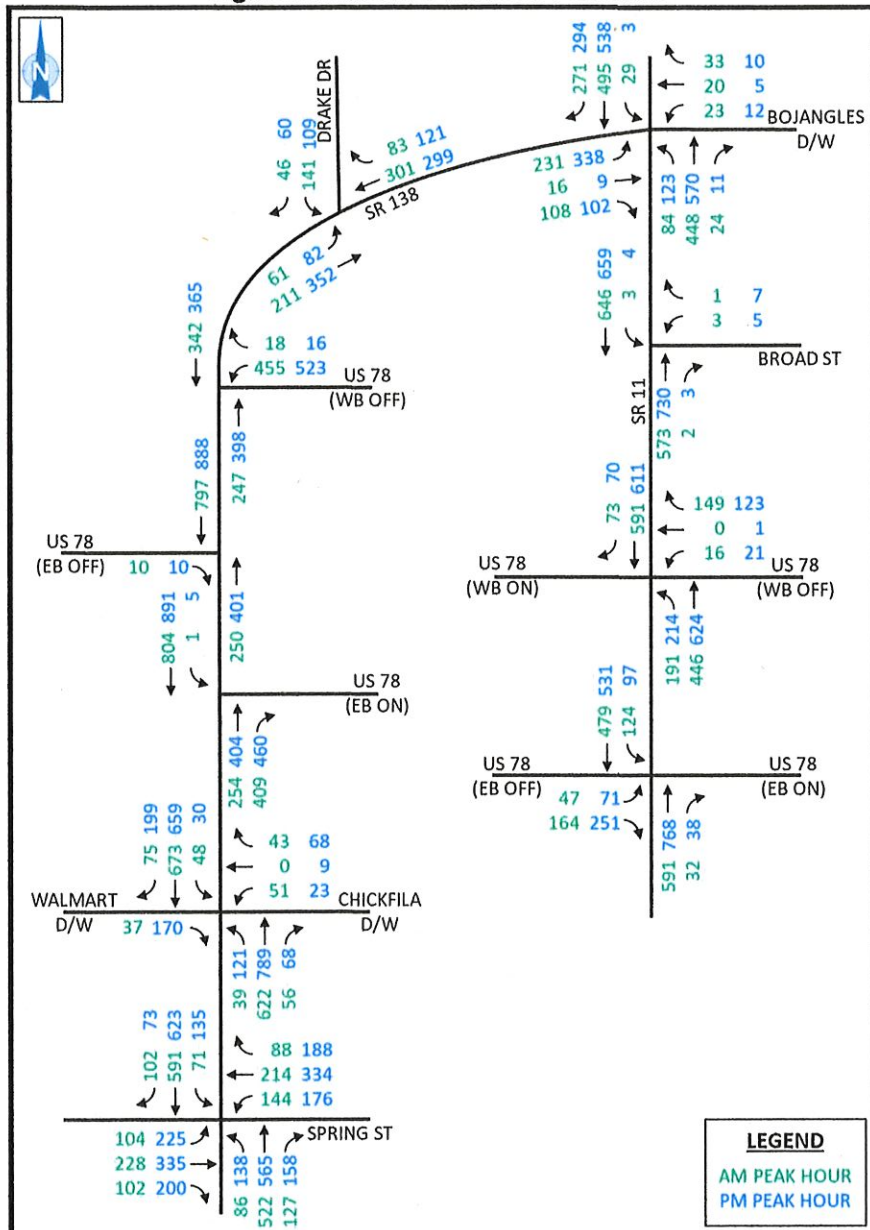 N
DRAKE DR
46 60
141 109
83 121
301 299
SR 138
61 82
211 352
271 294
495 538
29 3
33 10
20 5
23 12
BOJANGLES
D/W
231 338
16 9
108 102
84 123
448 570
24 11
646 659
3 4
1 7
3 5
BROAD ST
SR 11
573 730
2 3
342 365
18 16
455 523
US 78
(WB OFF)
247 398
797 888
US 78
(EB OFF)
10 10
804 891
1 5
250 401
US 78
(EB ON)
254 404
409 460
73 70
591 611
149 123
0 1
16 21
US 78
(WB ON)
US 78
(WB OFF)
191 214
446 624
479 531
124 97
US 78
(EB OFF)
US 78
(EB ON)
47 71
164 251
591 768
32 38
75 199
673 659
48 30
43 68
0 9
51 23
WALMART
D/W
CHICKFILA
D/W
37 170
39 121
622 789
56 68
102 73
591 623
71 135
88 188
214 334
144 176
SPRING ST
104 225
228 335
102 200
86 138
522 565
127 158
LEGEND
AM PEAK HOUR
PM PEAK HOUR